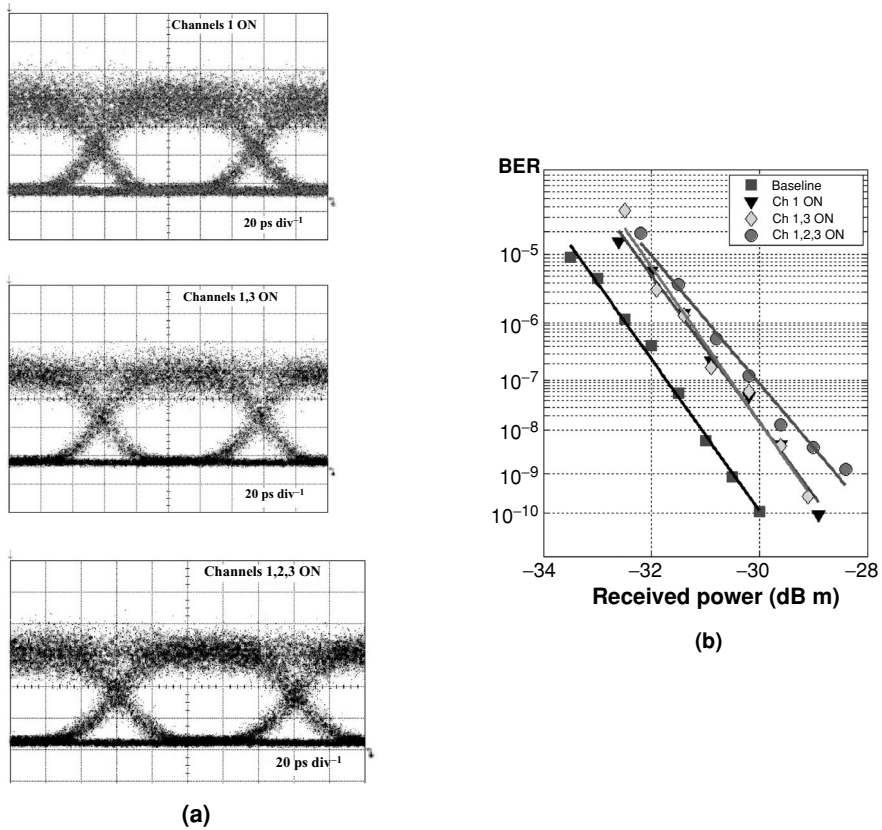 Channels 1 ON
20 ps div⁻¹
Channels 1,3 ON
20 ps div⁻¹
Channels 1,2,3 ON
20 ps div⁻¹
(a)
BER
Baseline
Ch 1 ON
Ch 1,3 ON
Ch 1,2,3 ON
10⁻⁵
10⁻⁶
10⁻⁷
10⁻⁸
10⁻⁹
10⁻¹⁰
−34 −32 −30 −28
Received power (dB m)
(b)